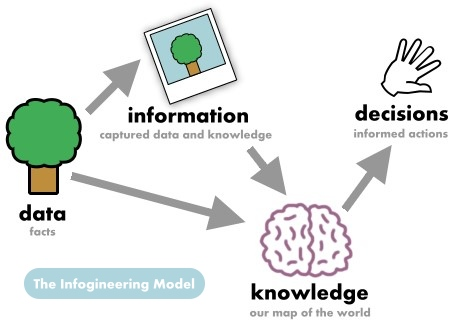 information
captured data and knowledge
decisions
informed actions
data
facts
The Infogineering Model
knowledge
our map of the world